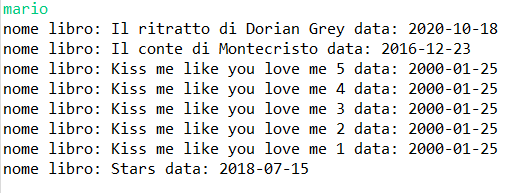 mario
nome libro: Il ritratto di Dorian Grey data: 2020-10-18
nome libro: Il conte di Montecristo data: 2016-12-23
nome libro: Kiss me like you love me 5 data: 2000-01-25
nome libro: Kiss me like you love me 4 data: 2000-01-25
nome libro: Kiss me like you love me 3 data: 2000-01-25
nome libro: Kiss me like you love me 2 data: 2000-01-25
nome libro: Kiss me like you love me 1 data: 2000-01-25
nome libro: Stars data: 2018-07-15